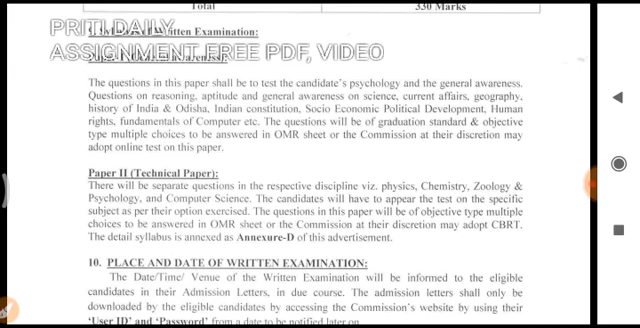 Total 330 Marks
PRITI DAILY
Written Examination:
ASSIGNMENT FREE PDF, VIDEO
The questions in this paper shall be to test the candidate's psychology and the general awareness.
Questions on reasoning, aptitude and general awareness on science, current affairs, geography,
history of India & Odisha, Indian constitution, Socio Economic Political Development, Human
rights, fundamentals of Computer etc. The questions will be of graduation standard & objective
type multiple choices to be answered in OMR sheet or the Commission at their discretion may
adopt online test on this paper.
Paper II (Technical Paper):
There will be separate questions in the respective discipline viz. physics, Chemistry, Zoology &
Psychology, and Computer Science. The candidates will have to appear the test on the specific
subject as per their option exercised. The questions in this paper will be of objective type multiple
choices to be answered in OMR sheet or the Commission at their discretion may adopt CBRT.
The detail syllabus is annexed as Annexure-D of this advertisement.
10. PLACE AND DATE OF WRITTEN EXAMINATION:
The Date/Time/ Venue of the Written Examination will be informed to the eligible
candidates in their Admission Letters, in due course. The admission letters shall only be
downloaded by the eligible candidates by accessing the Commission's website by using their
'User ID' and 'Password' from a date to be notified later on.